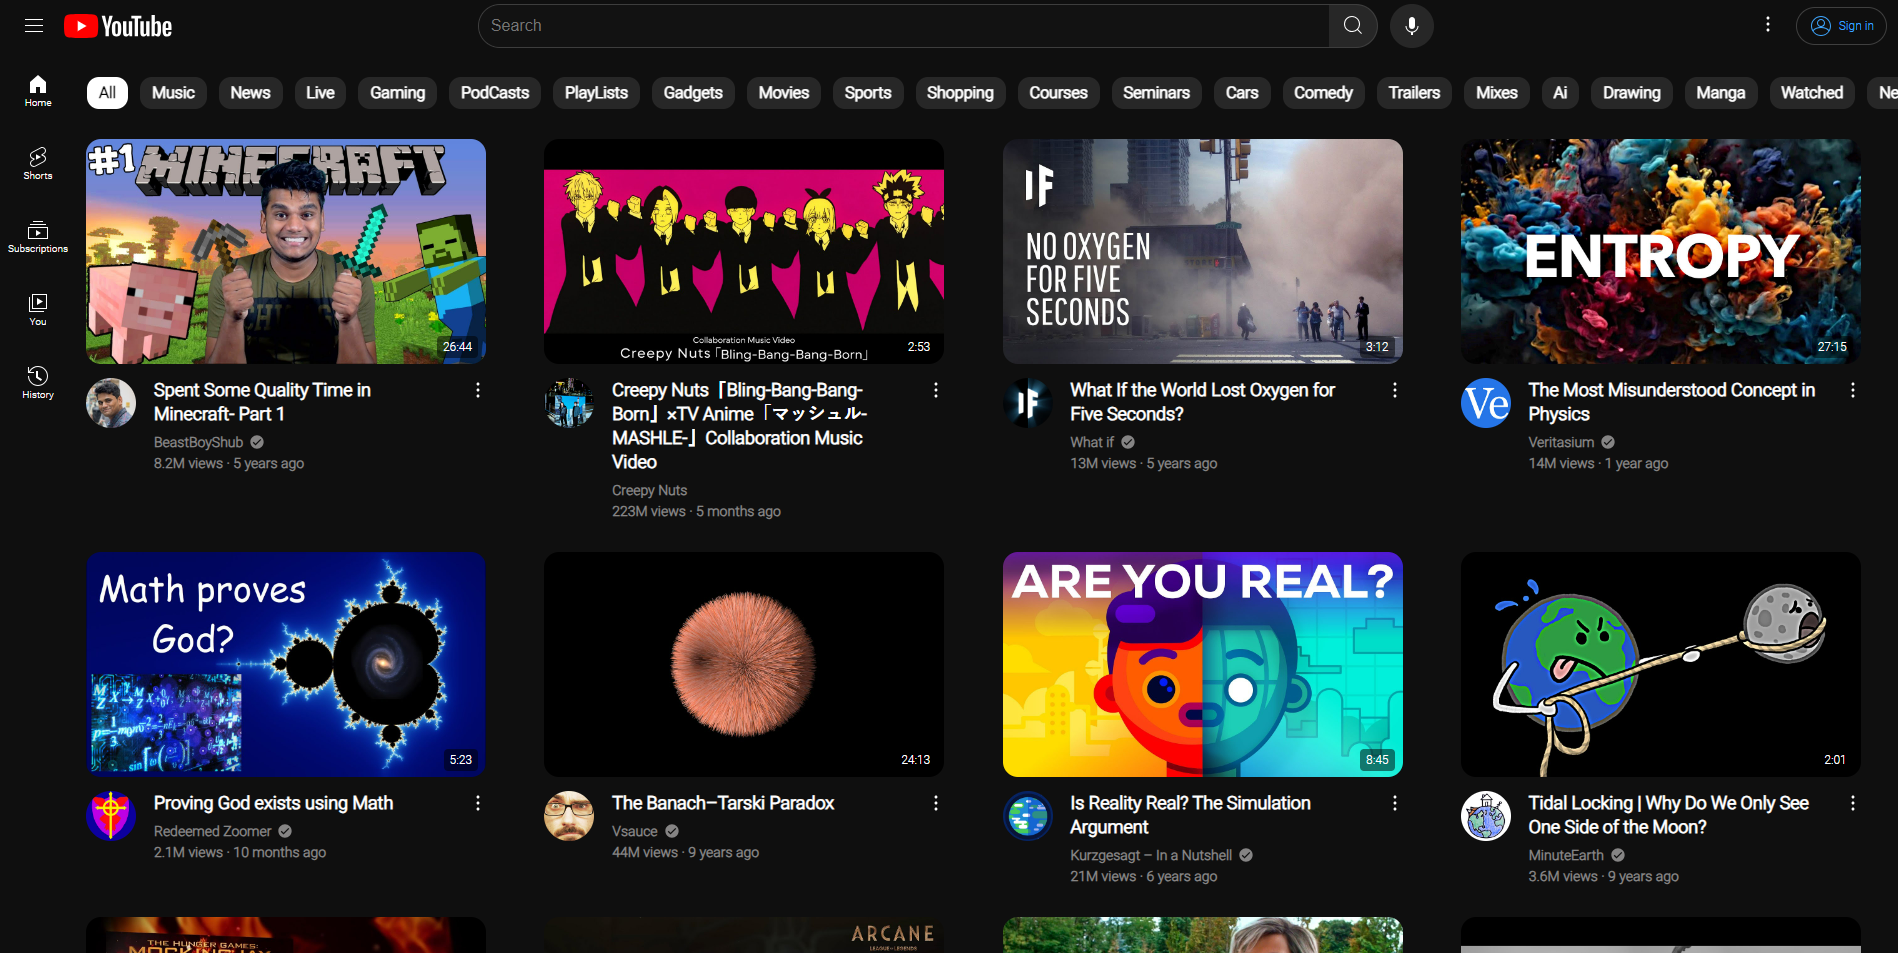 YouTube
Search
Sign in
Home
Shorts
Subscriptions
You
History
All
Music
News
Live
Gaming
PodCasts
PlayLists
Gadgets
Movies
Sports
Shopping
Courses
Seminars
Cars
Comedy
Trailers
Mixes
Ai
Drawing
Manga
Watched
Ne
#1 MINECRAFT
26:44
Spent Some Quality Time in
Minecraft- Part 1
BeastBoyShub
8.2M views · 5 years ago
Collaboration Music Video
Creepy Nuts「Bling-Bang-Bang-Born」
2:53
Creepy Nuts「Bling-Bang-Bang-
Born」×TV Anime「マッシュル-
MASHLE-」Collaboration Music
Video
Creepy Nuts
223M views · 5 months ago
IF
NO OXYGEN
FOR FIVE
SECONDS
3:12
IF
What If the World Lost Oxygen for
Five Seconds?
What if
13M views · 5 years ago
ENTROPY
27:15
Ve
The Most Misunderstood Concept in
Physics
Veritasium
14M views · 1 year ago
Math proves
God?
5:23
Proving God exists using Math
Redeemed Zoomer
2.1M views · 10 months ago
24:13
The Banach–Tarski Paradox
Vsauce
44M views · 9 years ago
ARE YOU REAL?
8:45
Is Reality Real? The Simulation
Argument
Kurzgesagt – In a Nutshell
21M views · 6 years ago
2:01
Tidal Locking | Why Do We Only See
One Side of the Moon?
MinuteEarth
3.6M views · 9 years ago
THE HUNGER GAMES:
MOCKINGJAY
ARCANE
LEAGUE OF LEGENDS